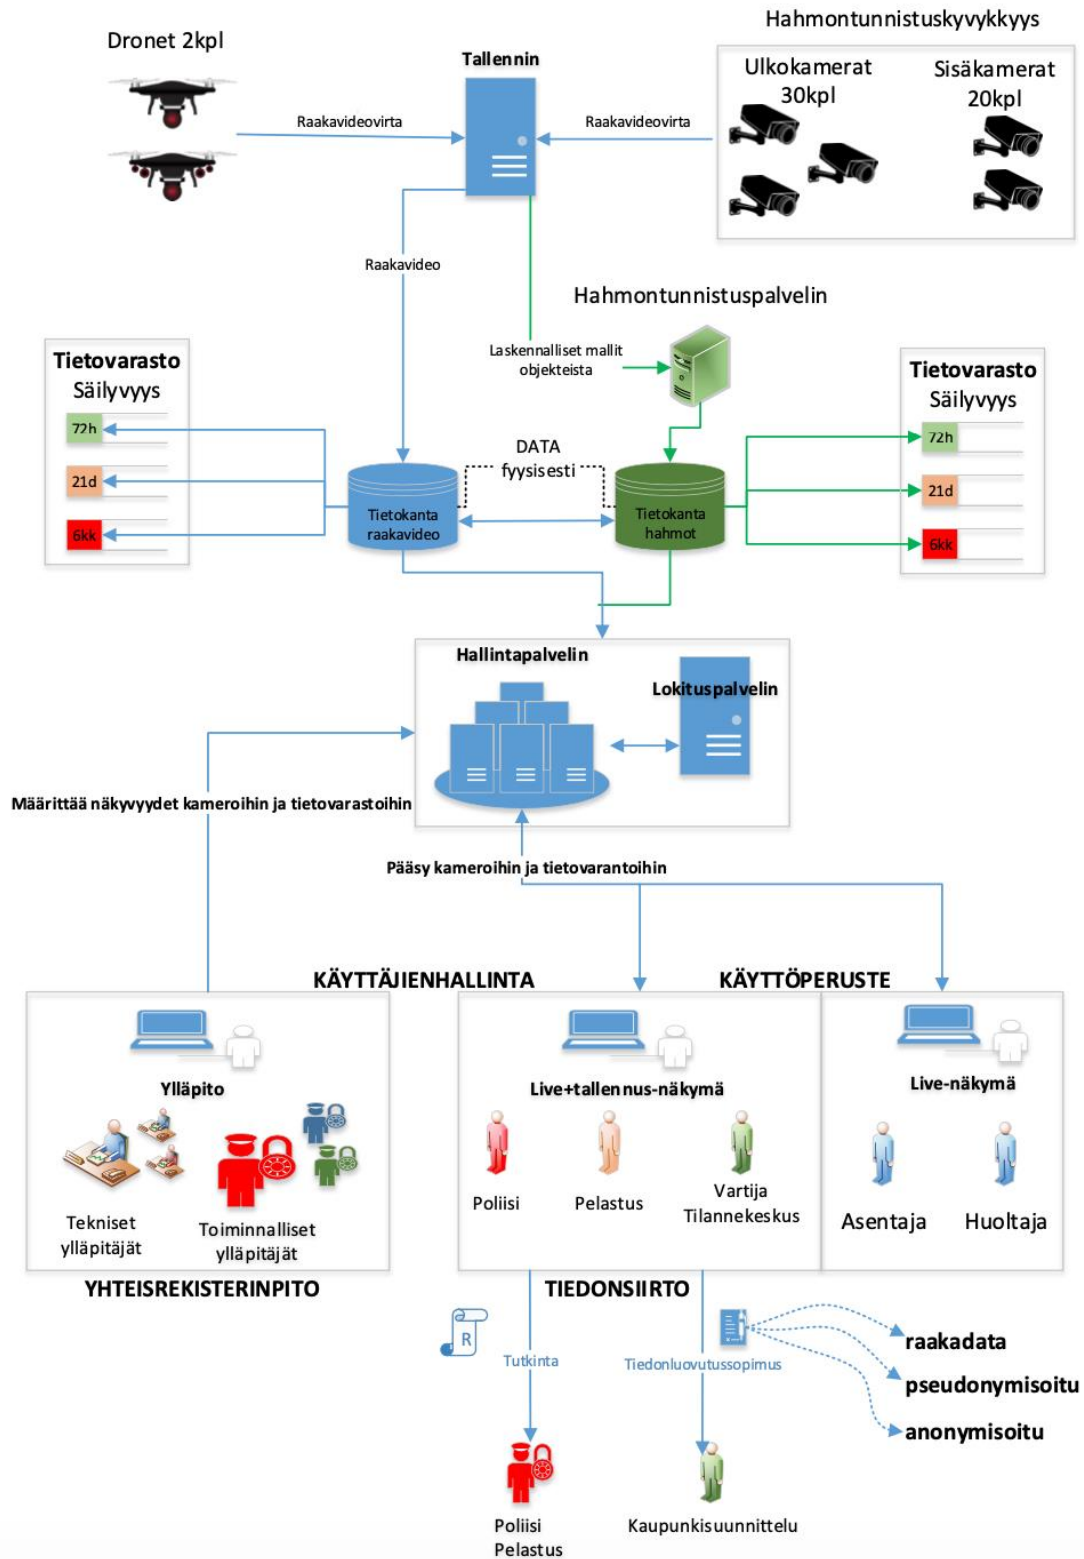 Hahmontunnistuskyvykkyys
Dronet 2kpl
Tallennin
Ulkokamerat
30kpl
Sisäkamerat
20kpl
Raakavideovirta
Raakavideovirta
Raakavideo
Hahmontunnistuspalvelin
Laskennalliset mallit
objekteista
Tietovarasto
Säilyvyys
72h
21d
6kk
Tietovarasto
Säilyvyys
72h
21d
6kk
DATA
fyysisesti
Tietokanta
raakavideo
Tietokanta
hahmot
Hallintapalvelin
Lokituspalvelin
Määrittää näkyvyydet kameroihin ja tietovarastoihin
Pääsy kameroihin ja tietovarantoihin
KÄYTTÄJIENHALLINTA
KÄYTTÖPERUSTE
Ylläpito
Tekniset
ylläpitäjät
Toiminnalliset
ylläpitäjät
Live+tallennus-näkymä
Poliisi
Pelastus
Vartija
Tilannekeskus
Live-näkymä
Asentaja
Huoltaja
YHTEISREKISTERINPITO
TIEDONSIIRTO
R
Tutkinta
Tiedonluovutussopimus
raakadata
pseudonymisoitu
anonymisoitu
Poliisi
Pelastus
Kaupunkisuunnittelu